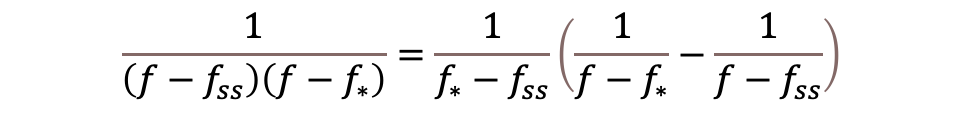 1/((f − f_ss)(f − f_*)) = 1/(f_* − f_ss) (1/(f − f_*) − 1/(f − f_ss))